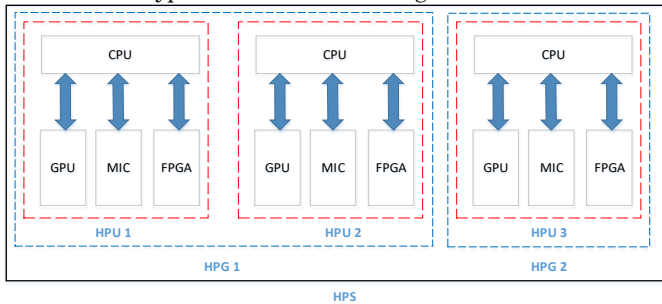 CPU CPU CPU
GPU MIC FPGA GPU MIC FPGA GPU MIC FPGA
HPU 1 HPU 2 HPU 3
HPG 1 HPG 2
HPS